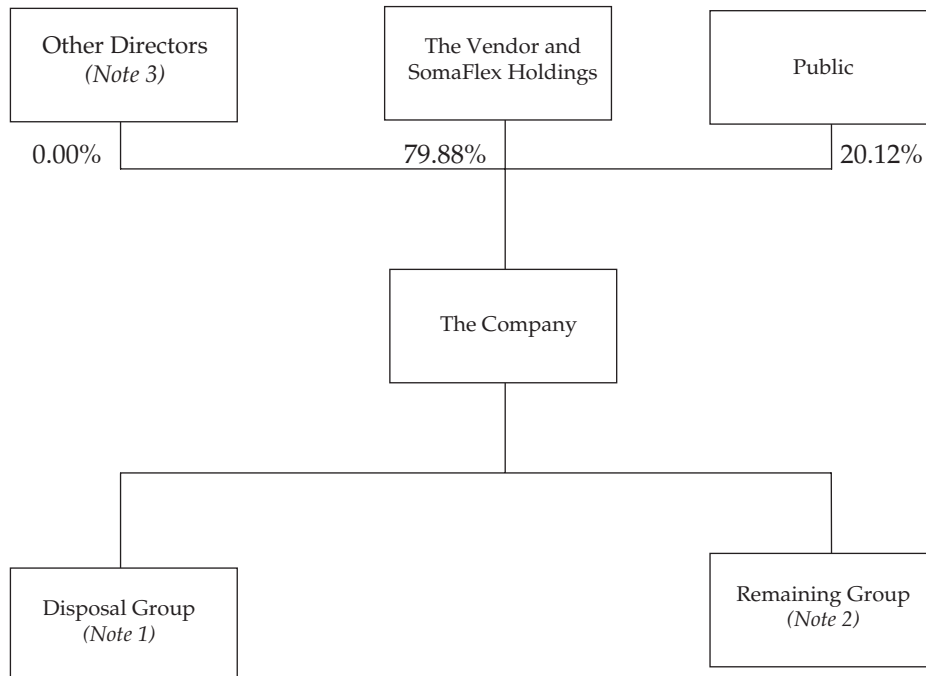 Other Directors
(Note 3)
The Vendor and
SomaFlex Holdings
Public
0.00%
79.88%
20.12%
The Company
Disposal Group
(Note 1)
Remaining Group
(Note 2)